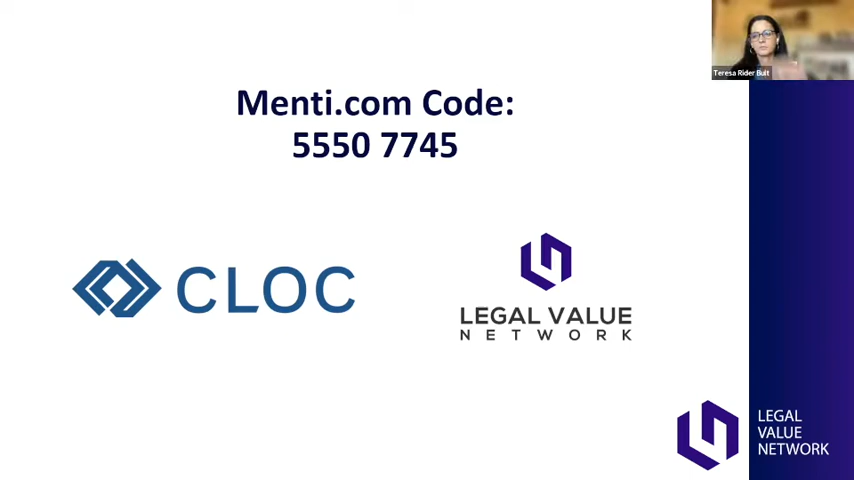 Menti.com Code:
5550 7745
Teresa Rider Bult
CLOC
LEGAL VALUE
NETWORK
LEGAL
VALUE
NETWORK